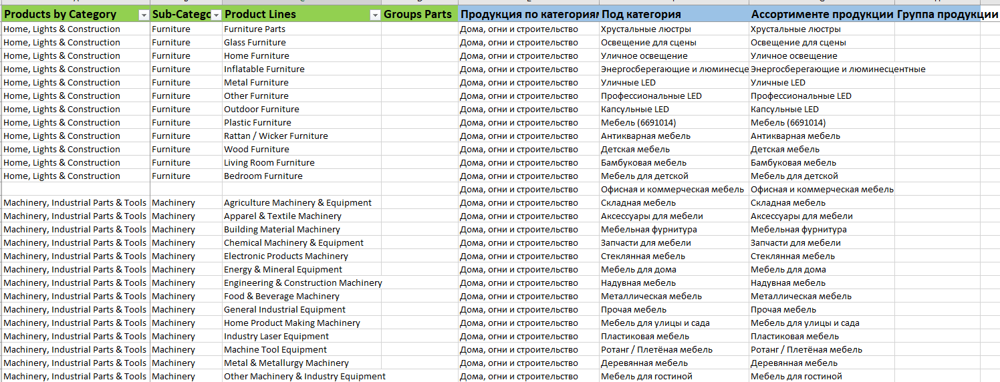 Products by Category Sub-Catego Product Lines Groups Parts Продукция по категориям Под категория Ассортименте продукции Группа продукции
Home, Lights & Construction Furniture Furniture Parts Дома, огни и строительство Хрустальные люстры Хрустальные люстры
Home, Lights & Construction Furniture Glass Furniture Дома, огни и строительство Освещение для сцены Освещение для сцены
Home, Lights & Construction Furniture Home Furniture Дома, огни и строительство Уличное освещение Уличное освещение
Home, Lights & Construction Furniture Inflatable Furniture Дома, огни и строительство Энергосберегающие и люминесце Энергосберегающие и люминесцентные
Home, Lights & Construction Furniture Metal Furniture Дома, огни и строительство Уличные LED Уличные LED
Home, Lights & Construction Furniture Other Furniture Дома, огни и строительство Профессиональные LED Профессиональные LED
Home, Lights & Construction Furniture Outdoor Furniture Дома, огни и строительство Капсульные LED Капсульные LED
Home, Lights & Construction Furniture Plastic Furniture Дома, огни и строительство Мебель (6691014) Мебель (6691014)
Home, Lights & Construction Furniture Rattan / Wicker Furniture Дома, огни и строительство Антикварная мебель Антикварная мебель
Home, Lights & Construction Furniture Wood Furniture Дома, огни и строительство Детская мебель Детская мебель
Home, Lights & Construction Furniture Living Room Furniture Дома, огни и строительство Бамбуковая мебель Бамбуковая мебель
Home, Lights & Construction Furniture Bedroom Furniture Дома, огни и строительство Мебель для детской Мебель для детской
Дома, огни и строительство Офисная и коммерческая мебель Офисная и коммерческая мебель
Machinery, Industrial Parts & Tools Machinery Agriculture Machinery & Equipment Дома, огни и строительство Складная мебель Складная мебель
Machinery, Industrial Parts & Tools Machinery Apparel & Textile Machinery Дома, огни и строительство Аксессуары для мебели Аксессуары для мебели
Machinery, Industrial Parts & Tools Machinery Building Material Machinery Дома, огни и строительство Мебельная фурнитура Мебельная фурнитура
Machinery, Industrial Parts & Tools Machinery Chemical Machinery & Equipment Дома, огни и строительство Запчасти для мебели Запчасти для мебели
Machinery, Industrial Parts & Tools Machinery Electronic Products Machinery Дома, огни и строительство Стеклянная мебель Стеклянная мебель
Machinery, Industrial Parts & Tools Machinery Energy & Mineral Equipment Дома, огни и строительство Мебель для дома Мебель для дома
Machinery, Industrial Parts & Tools Machinery Engineering & Construction Machinery Дома, огни и строительство Надувная мебель Надувная мебель
Machinery, Industrial Parts & Tools Machinery Food & Beverage Machinery Дома, огни и строительство Металлическая мебель Металлическая мебель
Machinery, Industrial Parts & Tools Machinery General Industrial Equipment Дома, огни и строительство Прочая мебель Прочая мебель
Machinery, Industrial Parts & Tools Machinery Home Product Making Machinery Дома, огни и строительство Мебель для улицы и сада Мебель для улицы и сада
Machinery, Industrial Parts & Tools Machinery Industry Laser Equipment Дома, огни и строительство Пластиковая мебель Пластиковая мебель
Machinery, Industrial Parts & Tools Machinery Machine Tool Equipment Дома, огни и строительство Ротанг / Плетёная мебель Ротанг / Плетёная мебель
Machinery, Industrial Parts & Tools Machinery Metal & Metallurgy Machinery Дома, огни и строительство Деревянная мебель Деревянная мебель
Machinery, Industrial Parts & Tools Machinery Other Machinery & Industry Equipment Дома, огни и строительство Мебель для гостиной Мебель для гостиной